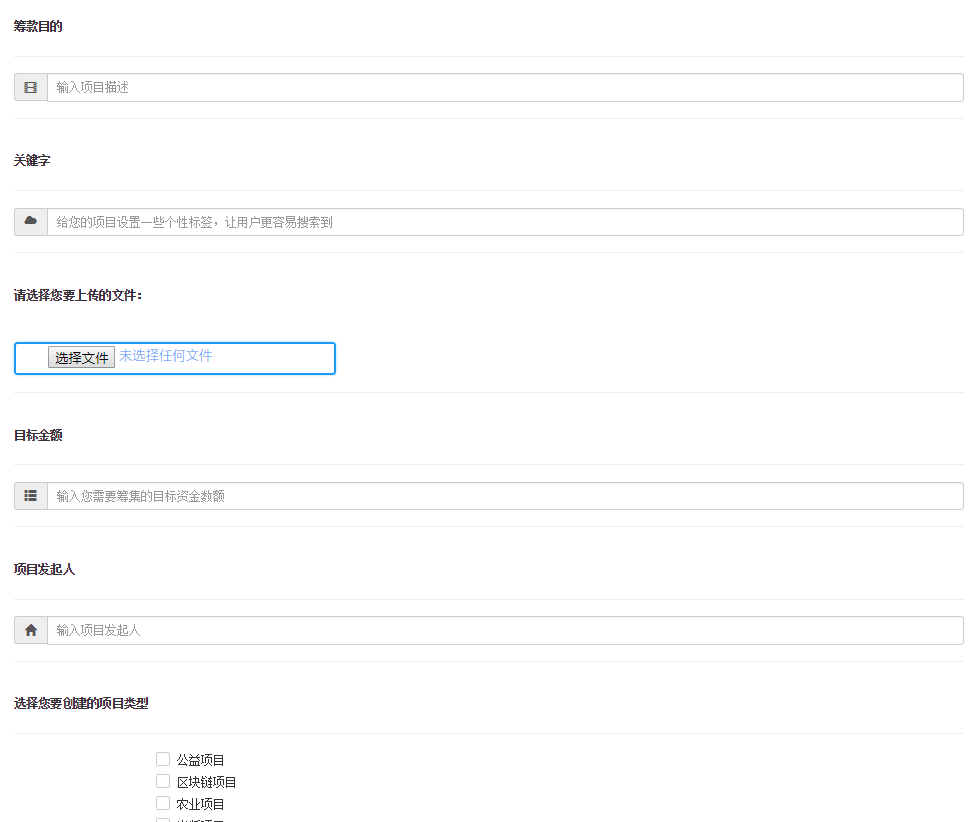 筹款目的
输入项目描述
关键字
给您的项目设置一些个性标签，让用户更容易搜索到
请选择您要上传的文件：
选择文件 未选择任何文件
目标金额
输入您需要筹集的目标资金数额
项目发起人
输入项目发起人
选择您要创建的项目类型
公益项目
区块链项目
农业项目